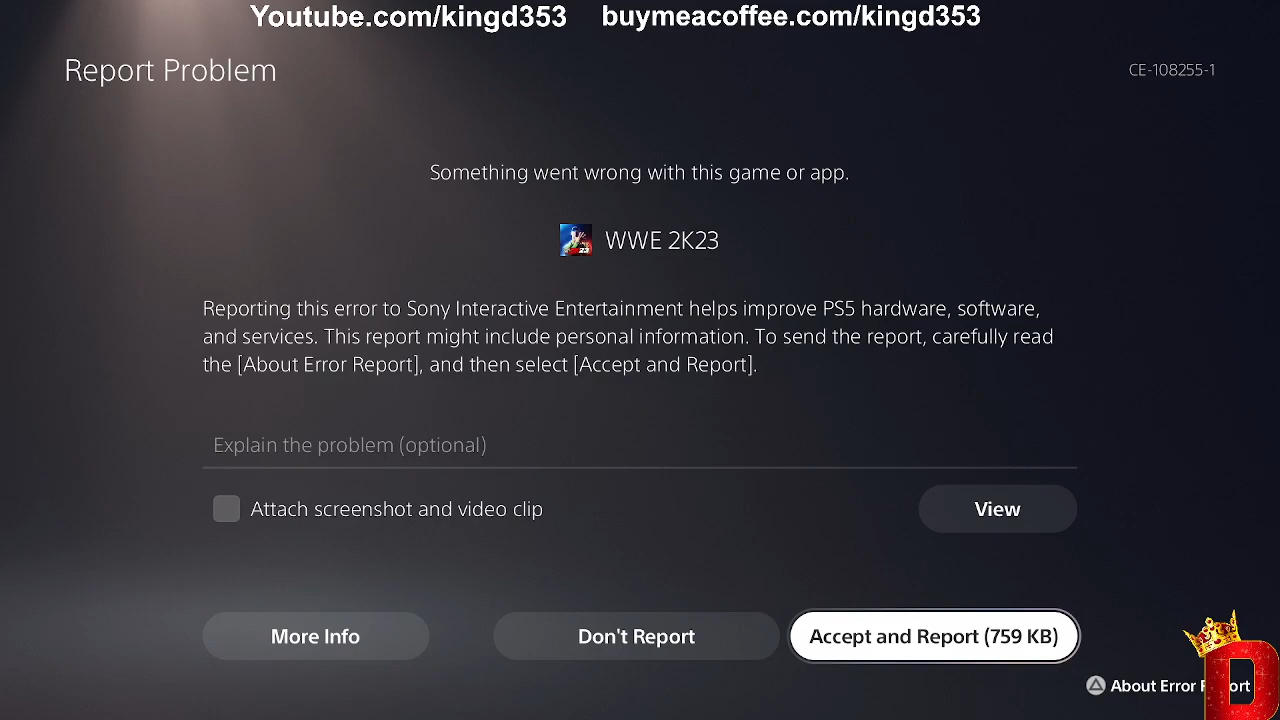 Youtube.com/kingd353 buymeacoffee.com/kingd353
Report Problem
CE-108255-1
Something went wrong with this game or app.
WWE 2K23
Reporting this error to Sony Interactive Entertainment helps improve PS5 hardware, software,
and services. This report might include personal information. To send the report, carefully read
the [About Error Report], and then select [Accept and Report].
Explain the problem (optional)
Attach screenshot and video clip
View
More Info
Don't Report
Accept and Report (759 KB)
About Error Report
D